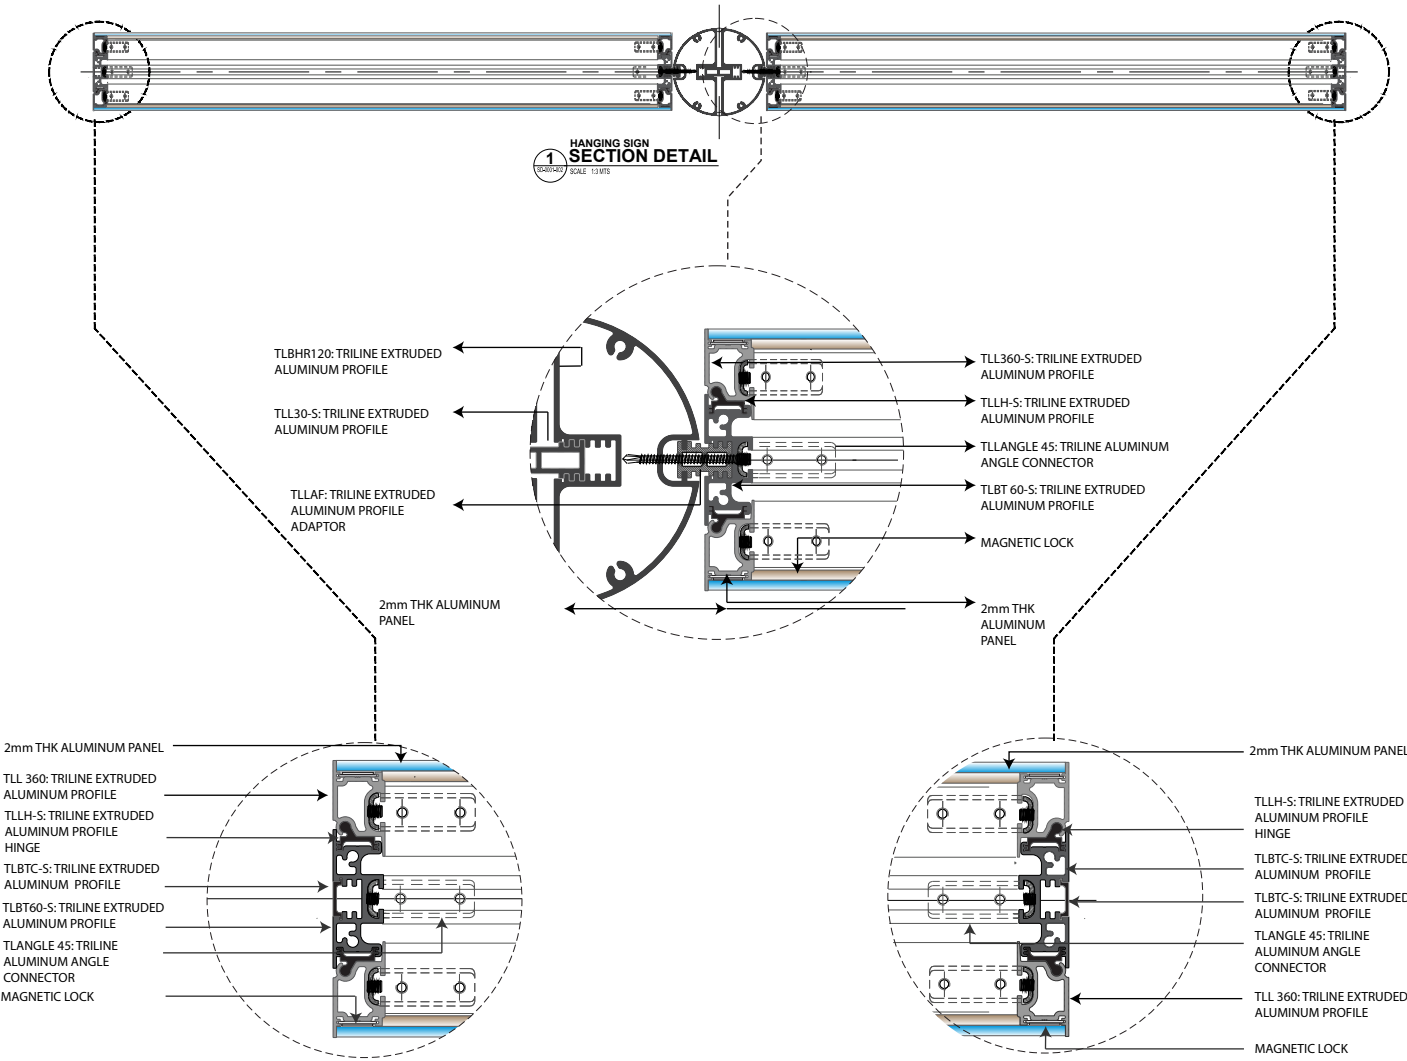 HANGING SIGN
1 SECTION DETAIL
SD-0001-002 SCALE 1:3 MTS
TLBHR120: TRILINE EXTRUDED
ALUMINUM PROFILE
TLL30-S: TRILINE EXTRUDED
ALUMINUM PROFILE
TLLAF: TRILINE EXTRUDED
ALUMINUM PROFILE
ADAPTOR
2mm THK ALUMINUM
PANEL
TLL360-S: TRILINE EXTRUDED
ALUMINUM PROFILE
TLLH-S: TRILINE EXTRUDED
ALUMINUM PROFILE
TLLANGLE 45: TRILINE ALUMINUM
ANGLE CONNECTOR
TLBT 60-S: TRILINE EXTRUDED
ALUMINUM PROFILE
MAGNETIC LOCK
2mm THK
ALUMINUM
PANEL
2mm THK ALUMINUM PANEL
TLL 360: TRILINE EXTRUDED
ALUMINUM PROFILE
TLLH-S: TRILINE EXTRUDED
ALUMINUM PROFILE
HINGE
TLBTC-S: TRILINE EXTRUDED
ALUMINUM PROFILE
TLBT60-S: TRILINE EXTRUDED
ALUMINUM PROFILE
TLANGLE 45: TRILINE
ALUMINUM ANGLE
CONNECTOR
MAGNETIC LOCK
2mm THK ALUMINUM PANEL
TLLH-S: TRILINE EXTRUDED
ALUMINUM PROFILE
HINGE
TLBTC-S: TRILINE EXTRUDED
ALUMINUM PROFILE
TLBTC-S: TRILINE EXTRUDED
ALUMINUM PROFILE
TLANGLE 45: TRILINE
ALUMINUM ANGLE
CONNECTOR
TLL 360: TRILINE EXTRUDED
ALUMINUM PROFILE
MAGNETIC LOCK